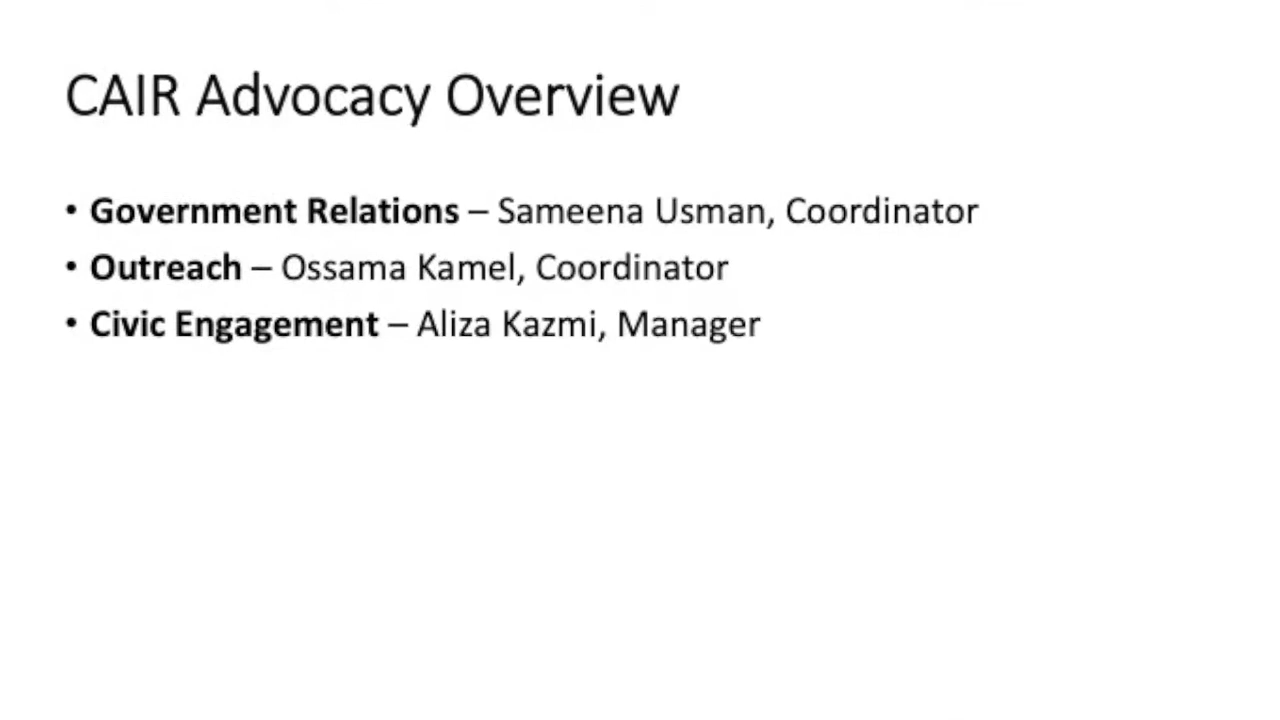 CAIR Advocacy Overview
• Government Relations – Sameena Usman, Coordinator
• Outreach – Ossama Kamel, Coordinator
• Civic Engagement – Aliza Kazmi, Manager